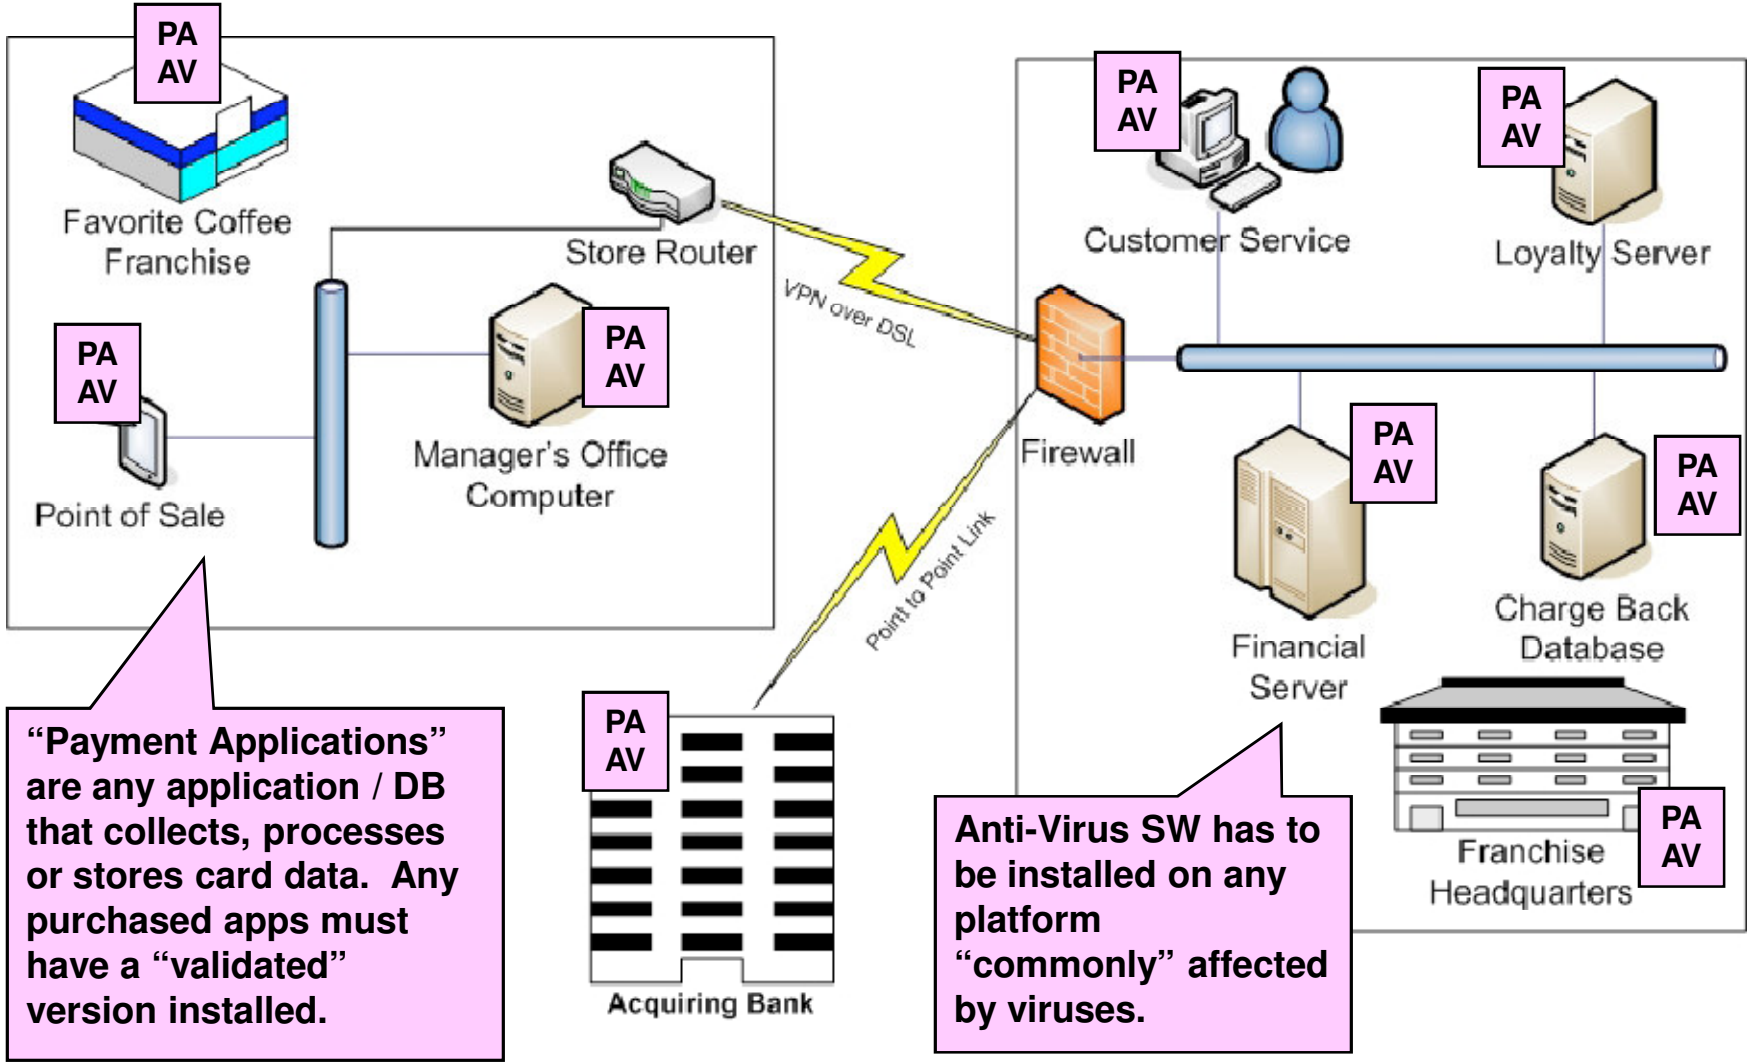 PA
AV
Favorite Coffee
Franchise
Store Router
PA
AV
Point of Sale
PA
AV
Manager's Office
Computer
VPN over DSL
Point to Point Link
Firewall
PA
AV
Customer Service
PA
AV
Loyalty Server
PA
AV
Financial
Server
PA
AV
Charge Back
Database
PA
AV
Franchise
Headquarters
PA
AV
Acquiring Bank
“Payment Applications”
are any application / DB
that collects, processes
or stores card data.  Any
purchased apps must
have a “validated”
version installed.
Anti-Virus SW has to
be installed on any
platform
“commonly” affected
by viruses.